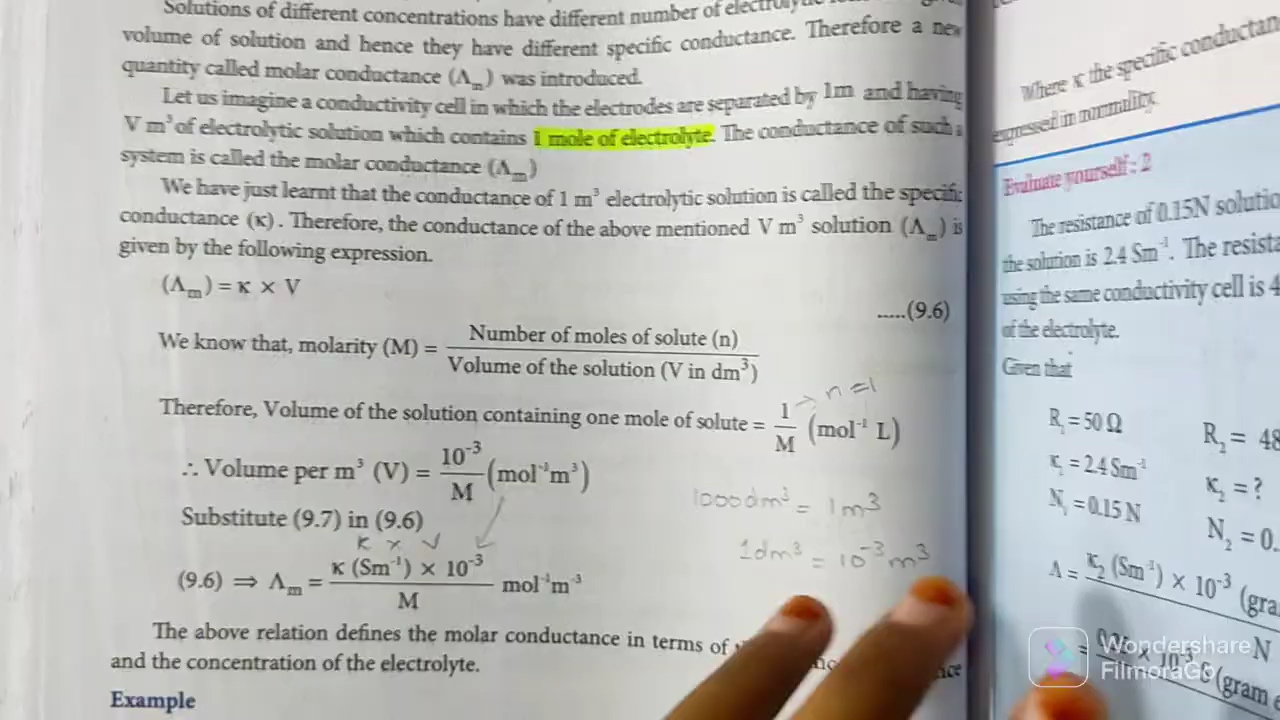 Solutions of different concentrations have different number of
volume of solution and hence they have different specific conductance. Therefore a new
quantity called molar conductance (Λₘ) was introduced.
Let us imagine a conductivity cell in which the electrodes are separated by 1m and having
V m³ of electrolytic solution which contains 1 mole of electrolyte. The conductance of such a
system is called the molar conductance (Λₘ)
We have just learnt that the conductance of 1 m³ electrolytic solution is called the specific
conductance (κ). Therefore, the conductance of the above mentioned V m³ solution (Λₘ) is
given by the following expression.
(Λₘ) = κ × V
.....(9.6)
We know that, molarity (M) = Number of moles of solute (n) / Volume of the solution (V in dm³)
→ n = 1
Therefore, Volume of the solution containing one mole of solute = 1/M (mol⁻¹ L)
∴ Volume per m³ (V) = 10⁻³/M (mol⁻¹m³)
1000dm³ = 1m³
Substitute (9.7) in (9.6)
κ × V
1dm³ = 10⁻³m³
(9.6) ⇒ Λₘ = κ (Sm⁻¹) × 10⁻³ / M mol⁻¹m⁻³
The above relation defines the molar conductance in terms of
and the concentration of the electrolyte.
Example
Where κ the specific
expressed in normality.
Evaluate yourself : 2
The resistance of 0.15N
the solution is 2.4 Sm⁻¹. The
using the same conductivity cell is
of the electrolyte.
Given that
R₁ = 50 Ω
R₂ = 48
κ₁ = 2.4 Sm⁻¹
κ₂ = ?
N₁ = 0.15 N
N₂ = 0.
Λ = κ₂ (Sm⁻¹) × 10⁻³ (gra
N
Wondershare
FilmoraGo